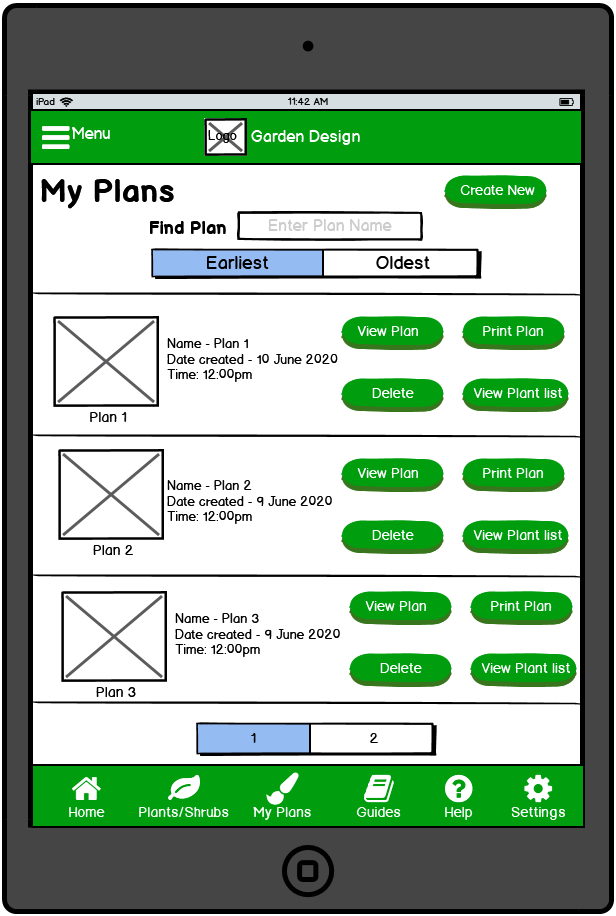 iPad
11:42 AM
Menu
Logo
Garden Design
My Plans
Create New
Find Plan
Enter Plan Name
Earliest
Oldest
Name - Plan 1
Date created - 10 June 2020
Time: 12:00pm
Plan 1
View Plan
Print Plan
Delete
View Plant list
Name - Plan 2
Date created - 9 June 2020
Time: 12:00pm
Plan 2
View Plan
Print Plan
Delete
View Plant list
Name - Plan 3
Date created - 9 June 2020
Time: 12:00pm
Plan 3
View Plan
Print Plan
Delete
View Plant list
1
2
Home
Plants/Shrubs
My Plans
Guides
Help
Settings